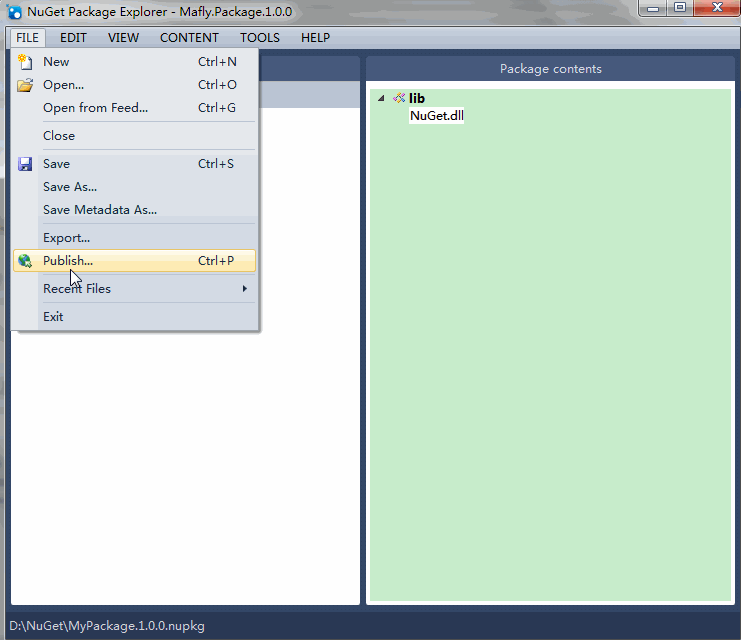 NuGet Package Explorer - Mafly.Package.1.0.0
FILE EDIT VIEW CONTENT TOOLS HELP
New Ctrl+N
Open... Ctrl+O
Open from Feed... Ctrl+G
Close
Save Ctrl+S
Save As...
Save Metadata As...
Export...
Publish... Ctrl+P
Recent Files
Exit
Package contents
lib
NuGet.dll
D:\NuGet\MyPackage.1.0.0.nupkg